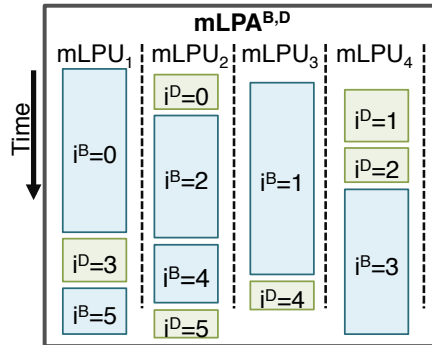 mLPA^B,D
mLPU₁ mLPU₂ mLPU₃ mLPU₄
Time
i^B=0
i^D=3
i^B=5
i^D=0
i^B=2
i^B=4
i^D=5
i^B=1
i^D=4
i^D=1
i^D=2
i^B=3